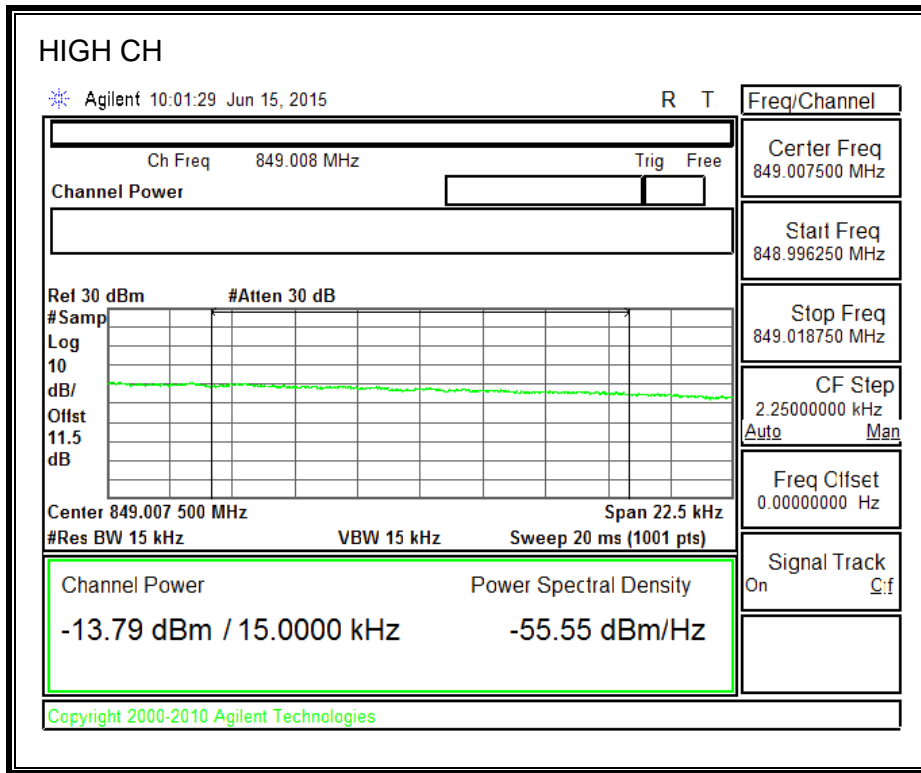 HIGH CH
Agilent 10:01:29 Jun 15, 2015 R T
Freq/Channel
Ch Freq 849.008 MHz Trig Free
Channel Power
Center Freq
849.007500 MHz
Start Freq
848.996250 MHz
Stop Freq
849.018750 MHz
CF Step
2.25000000 kHz
Auto Man
Freq Offset
0.00000000 Hz
Signal Track
On Off
Ref 30 dBm #Atten 30 dB
#Samp
Log
10
dB/
Offst
11.5
dB
Center 849.007 500 MHz Span 22.5 kHz
#Res BW 15 kHz VBW 15 kHz Sweep 20 ms (1001 pts)
Channel Power Power Spectral Density
-13.79 dBm / 15.0000 kHz -55.55 dBm/Hz
Copyright 2000-2010 Agilent Technologies